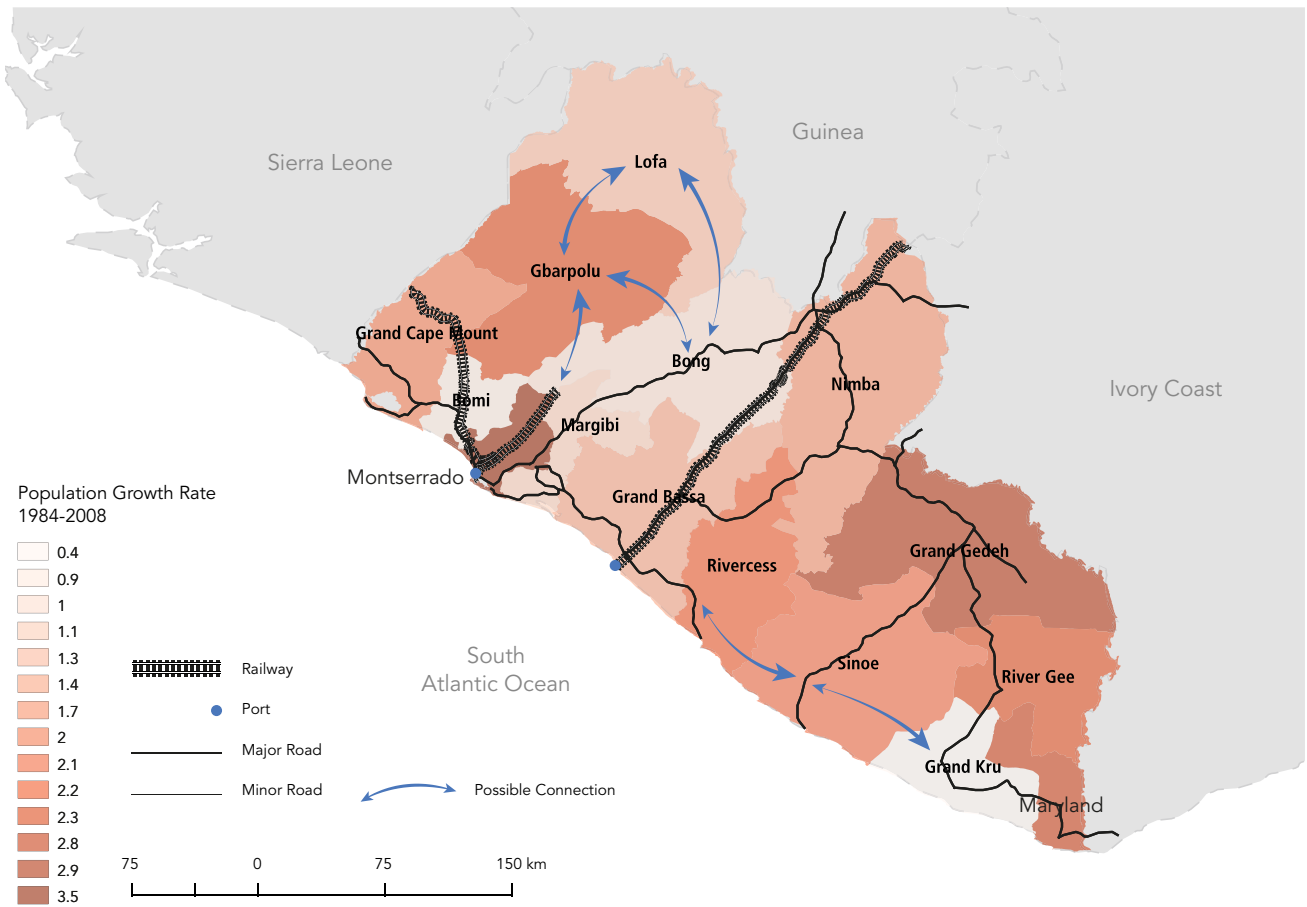 Guinea
Sierra Leone
Lofa
Gbarpolu
Grand Cape Mount
Bong
Nimba
Ivory Coast
Bomi
Margibi
Montserrado
Grand Bassa
Grand Gedeh
Rivercess
Sinoe
River Gee
South
Atlantic Ocean
Grand Kru
Maryland
Population Growth Rate
1984-2008
0.4
0.9
1
1.1
1.3
1.4
1.7
2
2.1
2.2
2.3
2.8
2.9
3.5
Railway
Port
Major Road
Minor Road
Possible Connection
75 0 75 150 km